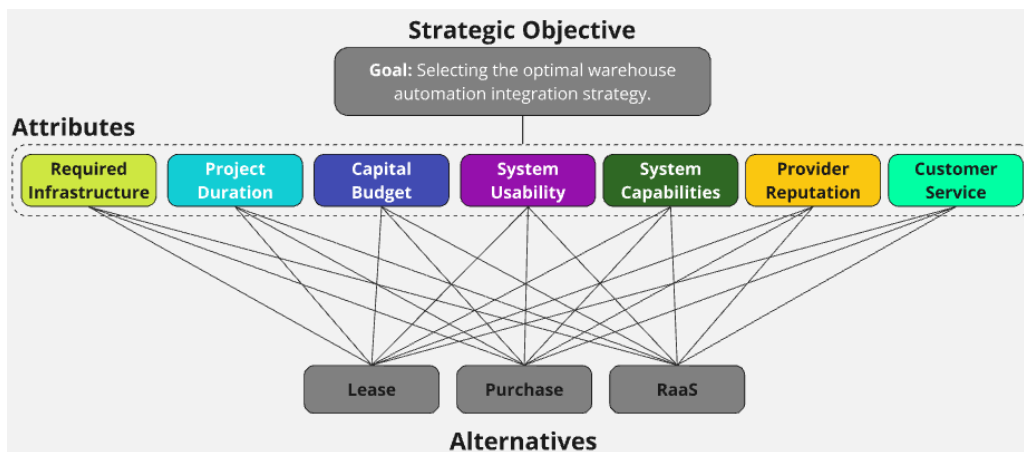 Strategic Objective
Goal: Selecting the optimal warehouse
automation integration strategy.
Attributes
Required
Infrastructure
Project
Duration
Capital
Budget
System
Usability
System
Capabilities
Provider
Reputation
Customer
Service
Lease
Purchase
RaaS
Alternatives